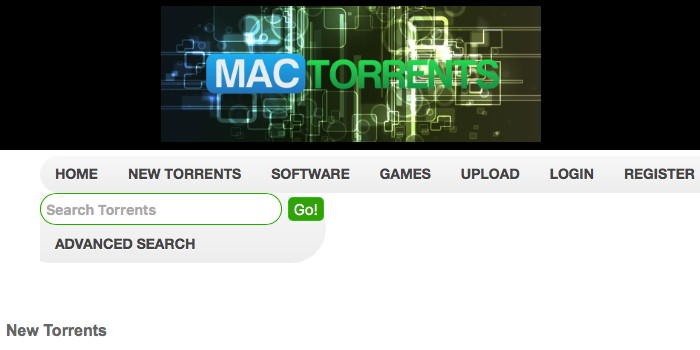 MAC TORRENTS
HOME NEW TORRENTS SOFTWARE GAMES UPLOAD LOGIN REGISTER
Search Torrents Go!
ADVANCED SEARCH
New Torrents